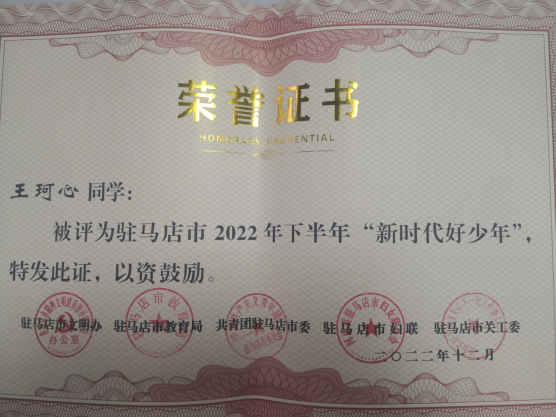 荣誉证书
HONORARY CREDENTIAL
王珂心 同学：
被评为驻马店市 2022 年下半年“新时代好少年”，
特发此证，以资鼓励。
驻马店市文明办 驻马店市教育局 共青团驻马店市委 驻马店市妇联 驻马店市关工委
办公室
二〇二二年十二月